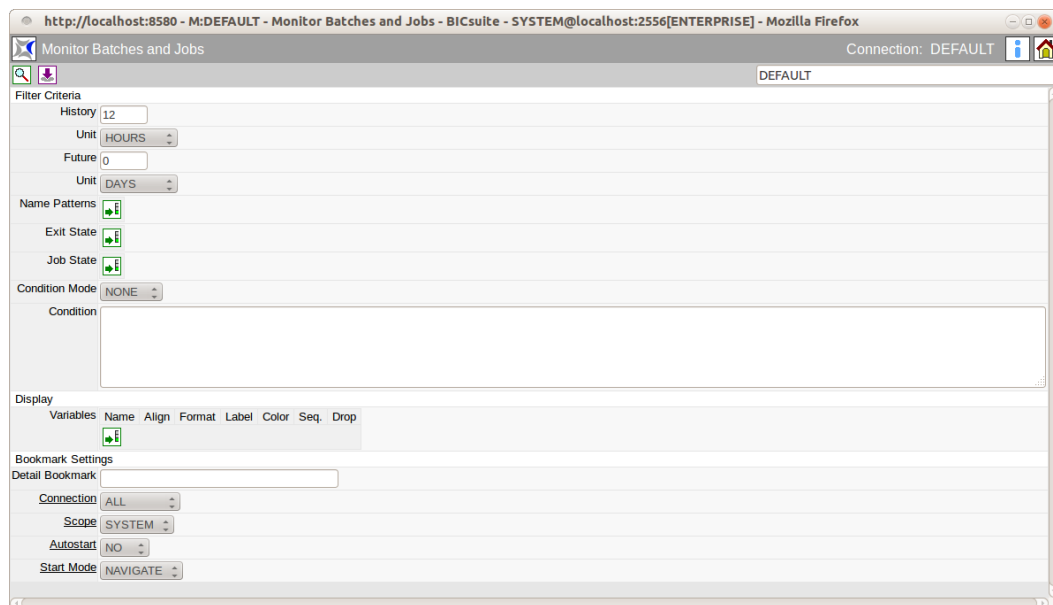 http://localhost:8580 - M:DEFAULT - Monitor Batches and Jobs - BICsuite - SYSTEM@localhost:2556[ENTERPRISE] - Mozilla Firefox
Monitor Batches and Jobs Connection: DEFAULT
DEFAULT
Filter Criteria
History 12
Unit HOURS
Future 0
Unit DAYS
Name Patterns
Exit State
Job State
Condition Mode NONE
Condition
Display
Variables Name Align Format Label Color Seq. Drop
Bookmark Settings
Detail Bookmark
Connection ALL
Scope SYSTEM
Autostart NO
Start Mode NAVIGATE